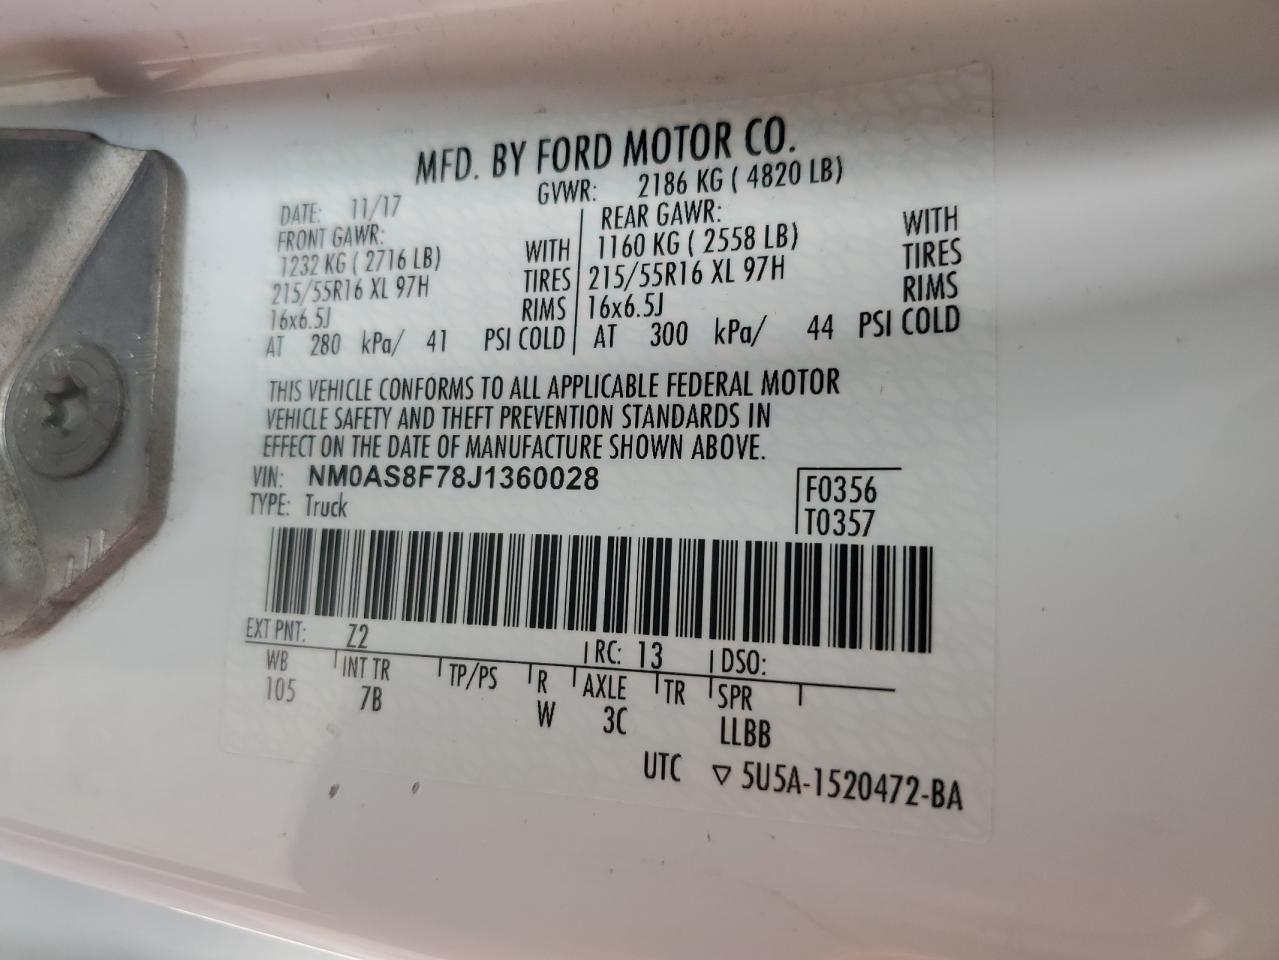 MFD. BY FORD MOTOR CO.
DATE: 11/17 GVWR: 2186 KG ( 4820 LB)
FRONT GAWR: REAR GAWR:
1232 KG ( 2716 LB) WITH 1160 KG ( 2558 LB) WITH
215/55R16 XL 97H TIRES 215/55R16 XL 97H TIRES
16x6.5J RIMS 16x6.5J RIMS
AT 280 kPa/ 41 PSI COLD AT 300 kPa/ 44 PSI COLD
THIS VEHICLE CONFORMS TO ALL APPLICABLE FEDERAL MOTOR
VEHICLE SAFETY AND THEFT PREVENTION STANDARDS IN
EFFECT ON THE DATE OF MANUFACTURE SHOWN ABOVE.
VIN: NM0AS8F78J1360028 F0356
TYPE: Truck T0357
EXT PNT: Z2 RC: 13 DSO:
WB INT TR TP/PS R AXLE TR SPR
105 7B W 3C LLBB
UTC ▽ 5U5A-1520472-BA